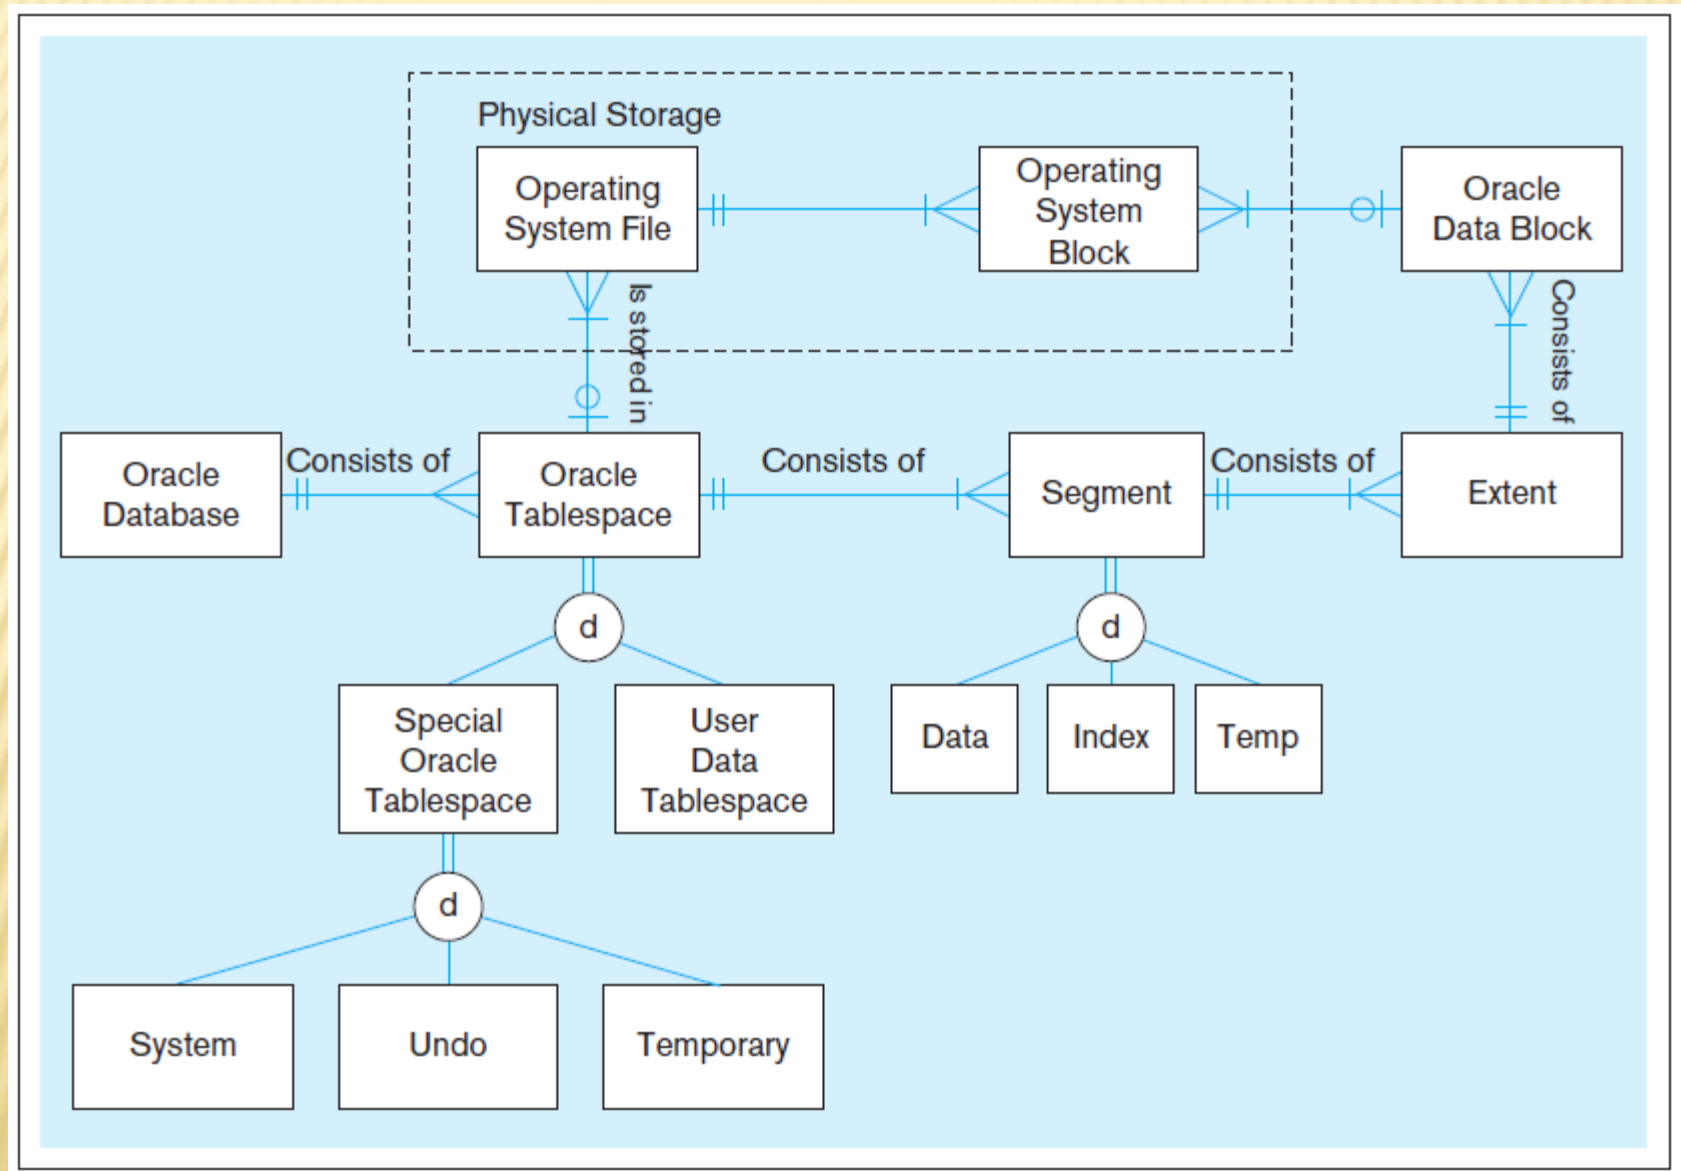 Physical Storage
Operating
System File
Operating
System
Block
Oracle
Data Block
Is stored in
Consists of
Oracle
Database
Consists of
Oracle
Tablespace
Consists of
Segment
Consists of
Extent
d
d
Special
Oracle
Tablespace
User
Data
Tablespace
Data
Index
Temp
d
System
Undo
Temporary